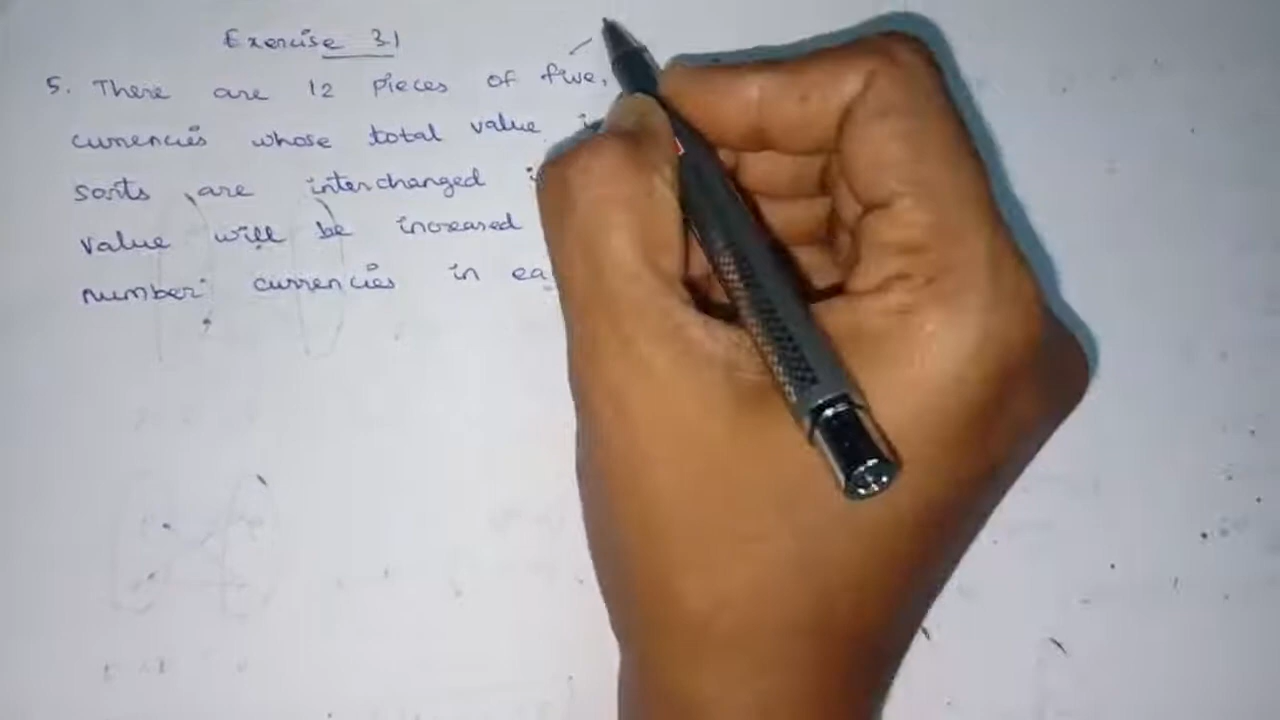 Exercise 3.1
5. There are 12 pieces of five,
currencies whose total value
sorts are interchanged
value will be increased
number currencies in